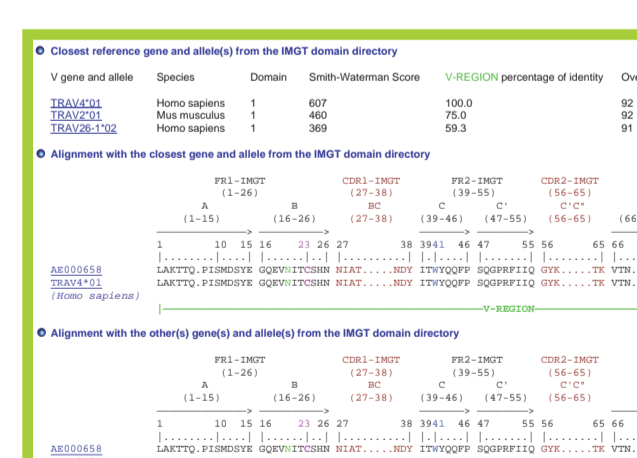 Closest reference gene and allele(s) from the IMGT domain directory
V gene and allele Species Domain Smith-Waterman Score V-REGION percentage of identity Ove
TRAV4*01 Homo sapiens 1 607 100.0 92
TRAV2*01 Mus musculus 1 460 75.0 92
TRAV26-1*02 Homo sapiens 1 369 59.3 91
Alignment with the closest gene and allele from the IMGT domain directory
FR1-IMGT CDR1-IMGT FR2-IMGT CDR2-IMGT
(1-26) (27-38) (39-55) (56-65)
A B BC C C' C'C"
(1-15) (16-26) (27-38) (39-46) (47-55) (56-65) (66
————————————————> ————————————> ————————> ————————> ———
1 10 15 16 23 26 27 38 3941 46 47 55 56 65 66
|........|....| |......|..| |..........| |.|....| |.......| |........| |...
AE000658 LAKTTQ.PISMDSYE GQEVNITCSHN NIAT.....NDY ITWYQQFP SQGPRFIIQ GYK.....TK VTN.
TRAV4*01 LAKTTQ.PISMDSYE GQEVNITCSHN NIAT.....NDY ITWYQQFP SQGPRFIIQ GYK.....TK VTN.
(Homo sapiens)
|————————V-REGION————————
Alignment with the other(s) gene(s) and allele(s) from the IMGT domain directory
FR1-IMGT CDR1-IMGT FR2-IMGT CDR2-IMGT
(1-26) (27-38) (39-55) (56-65)
A B BC C C' C'C"
(1-15) (16-26) (27-38) (39-46) (47-55) (56-65) (66
————————————————> ————————————> ————————> ————————> ———
1 10 15 16 23 26 27 38 3941 46 47 55 56 65 66
|........|....| |......|..| |..........| |.|....| |.......| |........| |...
AE000658 LAKTTQ.PISMDSYE GQEVNITCSHN NIAT.....NDY ITWYQQFP SQGPRFIIQ GYK.....TK VTN.